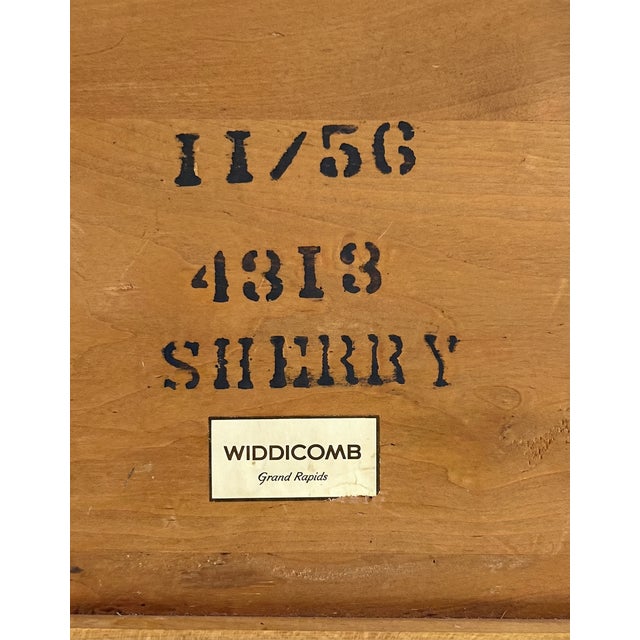 11/56
4313
SHERRY
WIDDICOMB
Grand Rapids